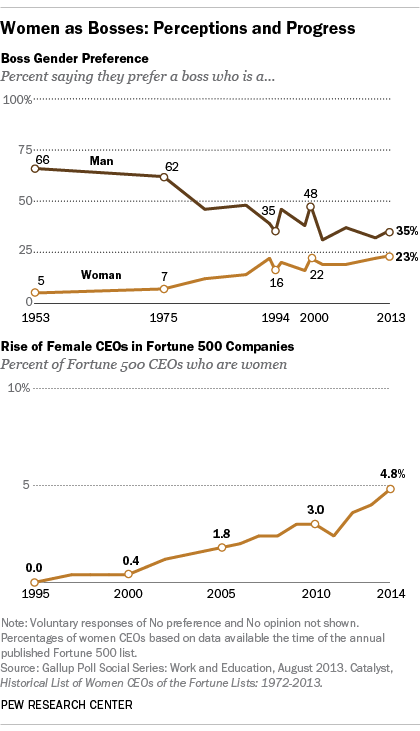 Women as Bosses: Perceptions and Progress
Boss Gender Preference
Percent saying they prefer a boss who is a...
100%
75
66
Man
62
50
48
35
35%
25
23%
Woman
5
7
16
22
0
1953
1975
1994
2000
2013
Rise of Female CEOs in Fortune 500 Companies
Percent of Fortune 500 CEOs who are women
10%
4.8%
5
3.0
1.8
0.4
0.0
1995
2000
2005
2010
2014
Note: Voluntary responses of No preference and No opinion not shown.
Percentages of women CEOs based on data available the time of the annual
published Fortune 500 list.
Source: Gallup Poll Social Series: Work and Education, August 2013. Catalyst,
Historical List of Women CEOs of the Fortune Lists: 1972-2013.
PEW RESEARCH CENTER